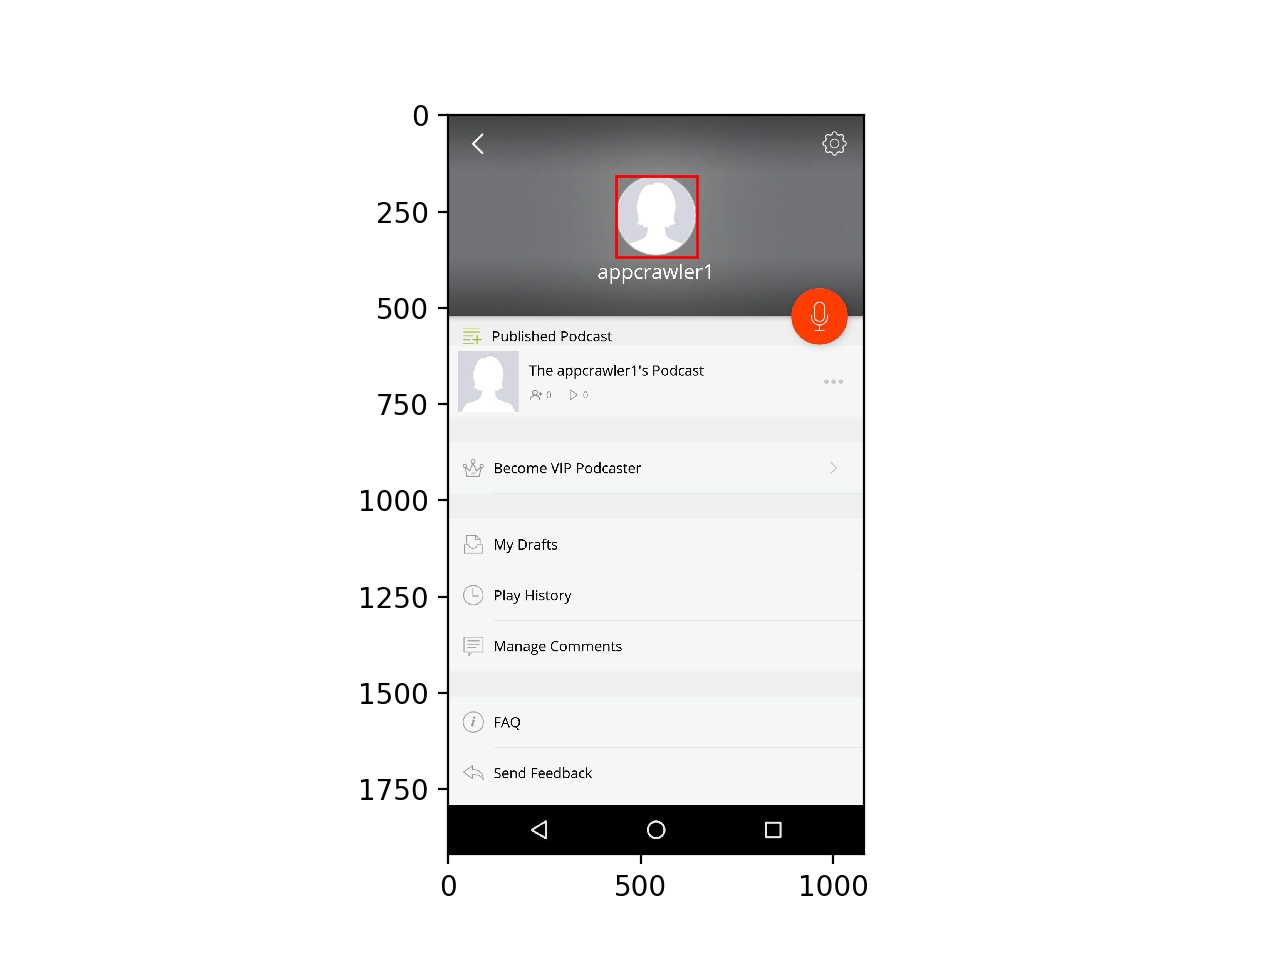 0
250
appcrawler1
500
Published Podcast
The appcrawler1's Podcast
0 0
750
Become VIP Podcaster
1000
My Drafts
1250
Play History
Manage Comments
1500
FAQ
Send Feedback
1750
0 500 1000